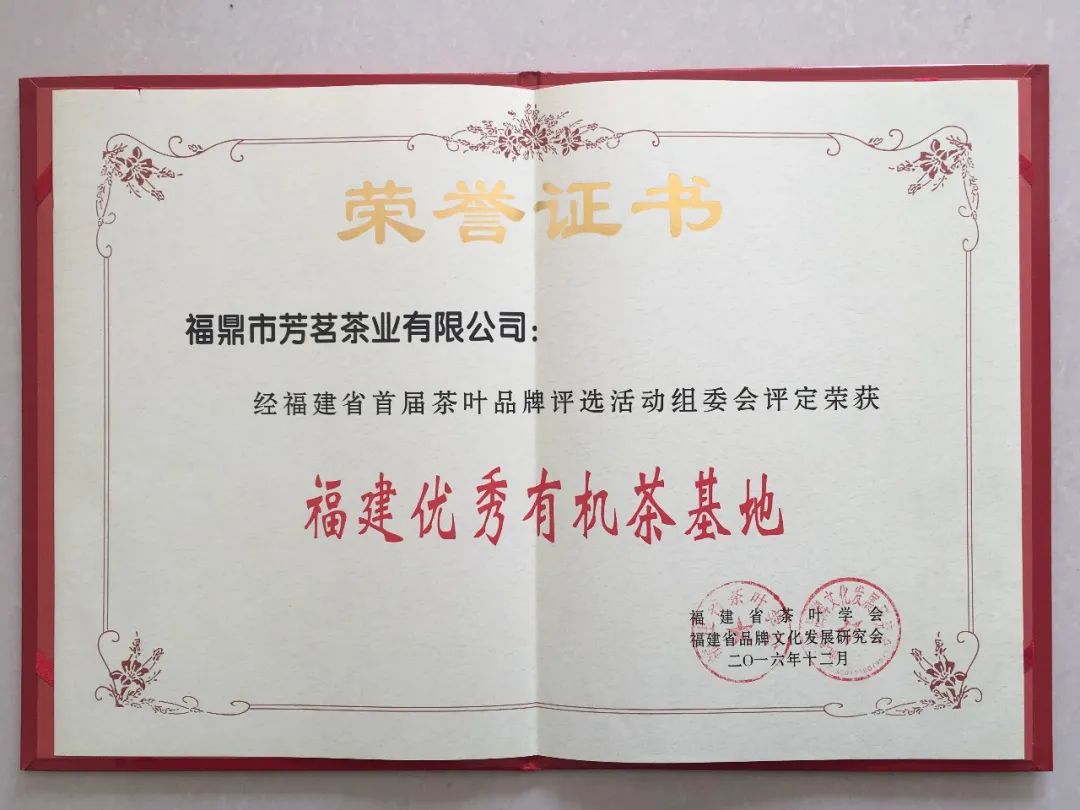 荣誉证书
福鼎市芳茗茶业有限公司：
经福建省首届茶叶品牌评选活动组委会评定荣获
福建优秀有机茶基地
福建省茶叶学会
福建省品牌文化发展研究会
二〇一六年十二月